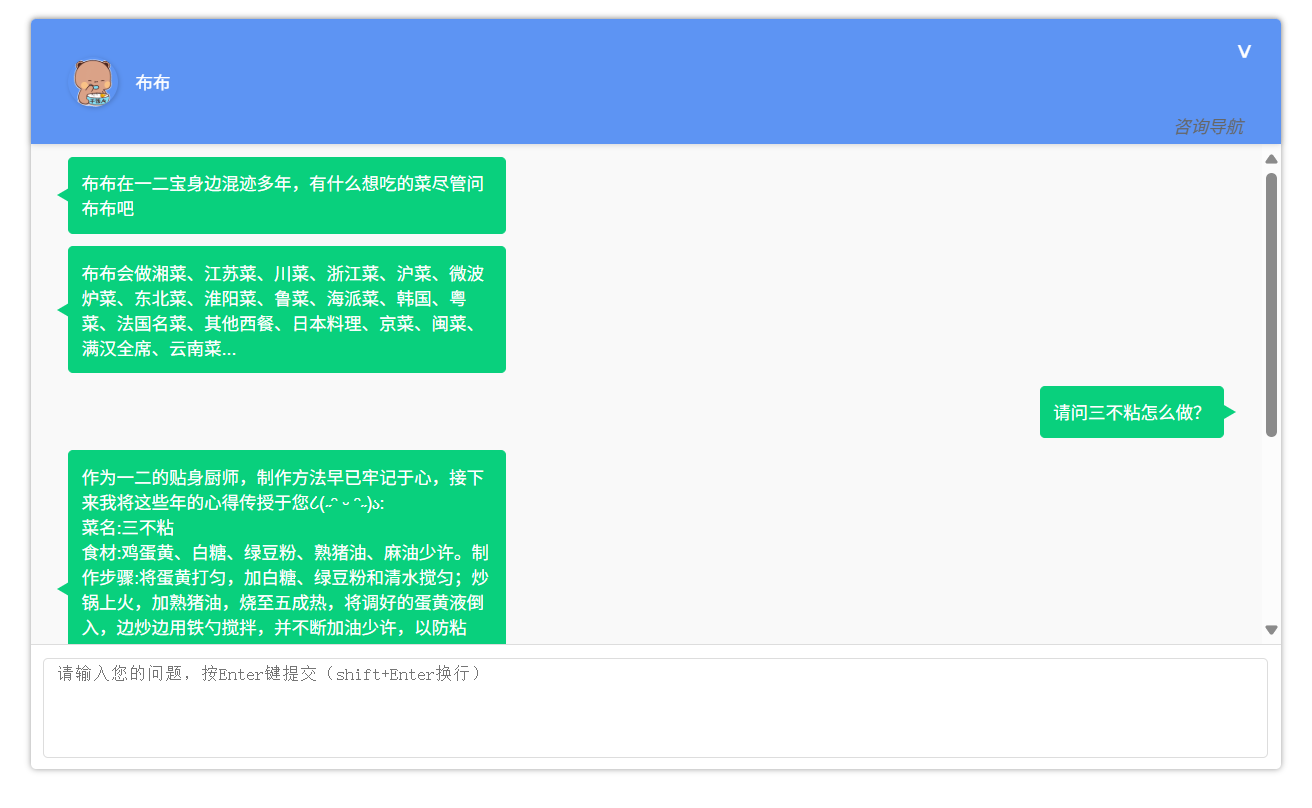 布布
V
咨询导航
布布在一二宝身边混迹多年，有什么想吃的菜尽管问
布布吧
布布会做湘菜、江苏菜、川菜、浙江菜、沪菜、微波
炉菜、东北菜、淮阳菜、鲁菜、海派菜、韩国、粤
菜、法国名菜、其他西餐、日本料理、京菜、闽菜、
满汉全席、云南菜...
请问三不粘怎么做？
作为一二的贴身厨师，制作方法早已牢记于心，接下
来我将这些年的心得传授于您૮(˶ᵔ ᵕ ᵔ˶)ა:
菜名:三不粘
食材:鸡蛋黄、白糖、绿豆粉、熟猪油、麻油少许。制
作步骤:将蛋黄打匀，加白糖、绿豆粉和清水搅匀；炒
锅上火，加熟猪油，烧至五成热，将调好的蛋黄液倒
入，边炒边用铁勺搅拌，并不断加油少许，以防粘
请输入您的问题，按Enter键提交（shift+Enter换行）